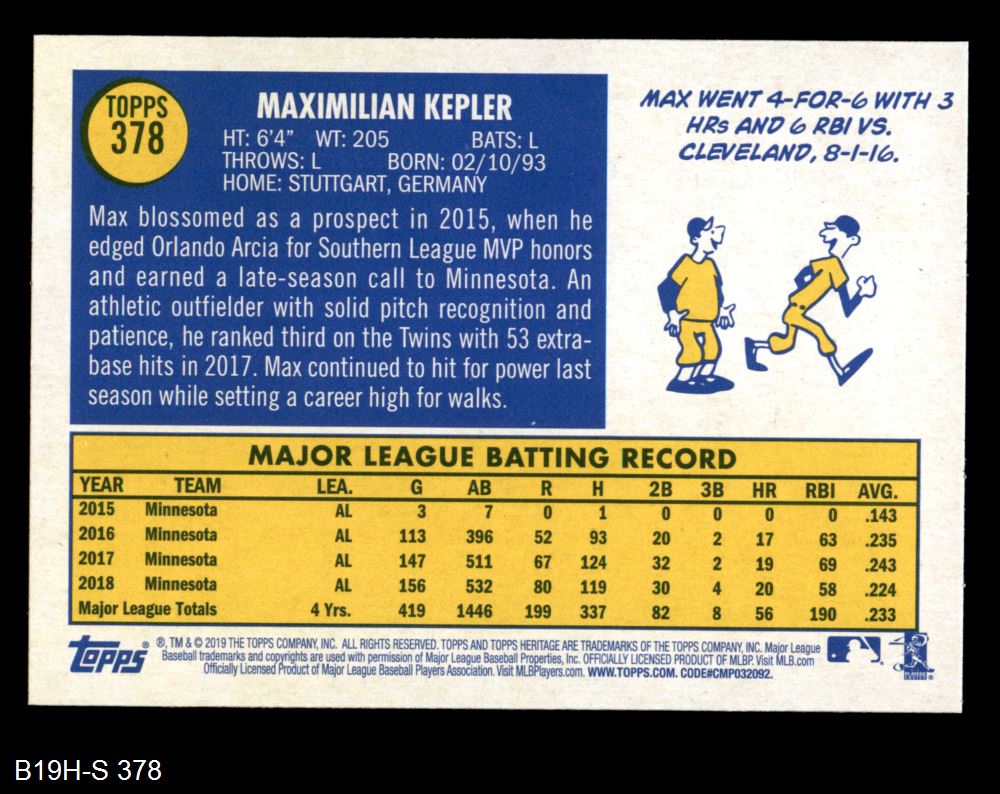 TOPPS
378
MAXIMILIAN KEPLER
HT: 6'4" WT: 205 BATS: L
THROWS: L BORN: 02/10/93
HOME: STUTTGART, GERMANY
Max blossomed as a prospect in 2015, when he
edged Orlando Arcia for Southern League MVP honors
and earned a late-season call to Minnesota. An
athletic outfielder with solid pitch recognition and
patience, he ranked third on the Twins with 53 extra-
base hits in 2017. Max continued to hit for power last
season while setting a career high for walks.
MAX WENT 4-FOR-6 WITH 3
HRs AND 6 RBI VS.
CLEVELAND, 8-1-16.
MAJOR LEAGUE BATTING RECORD
YEAR TEAM LEA. G AB R H 2B 3B HR RBI AVG.
2015 Minnesota AL 3 7 0 1 0 0 0 0 .143
2016 Minnesota AL 113 396 52 93 20 2 17 63 .235
2017 Minnesota AL 147 511 67 124 32 2 19 69 .243
2018 Minnesota AL 156 532 80 119 30 4 20 58 .224
Major League Totals 4 Yrs. 419 1446 199 337 82 8 56 190 .233
Topps ®, TM & © 2019 THE TOPPS COMPANY, INC. ALL RIGHTS RESERVED. TOPPS AND TOPPS HERITAGE ARE TRADEMARKS OF THE TOPPS COMPANY, INC. Major League
Baseball trademarks and copyrights are used with permission of Major League Baseball Properties, Inc. OFFICIALLY LICENSED PRODUCT OF MLBP. Visit MLB.com
Officially Licensed Product of Major League Baseball Players Association. Visit MLBPlayers.com. WWW.TOPPS.COM. CODE#CMP032092.
B19H-S 378